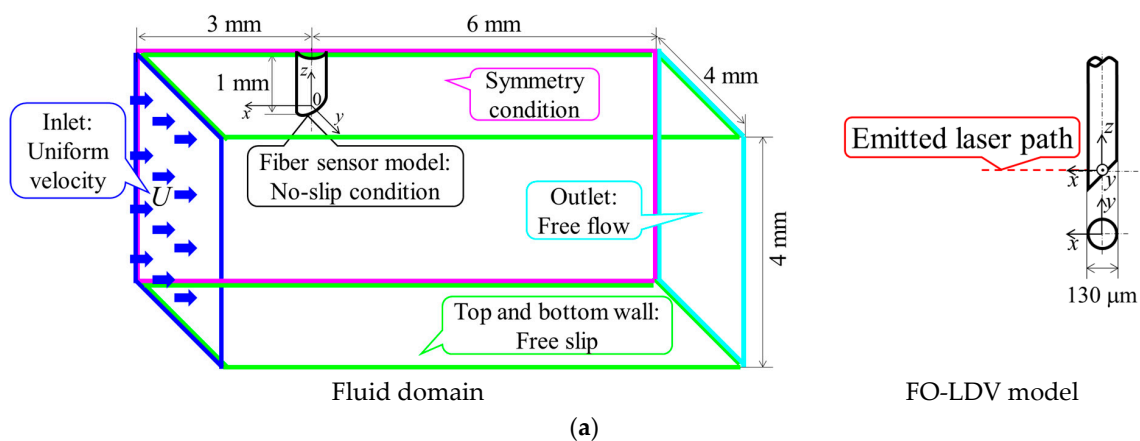 3 mm
6 mm
4 mm
1 mm
z
0
x
y
Symmetry
condition
Inlet:
Uniform
velocity
U
Fiber sensor model:
No-slip condition
Outlet:
Free flow
4 mm
Top and bottom wall:
Free slip
Fluid domain
Emitted laser path
z
x
y
y
x
130 μm
FO-LDV model
(a)